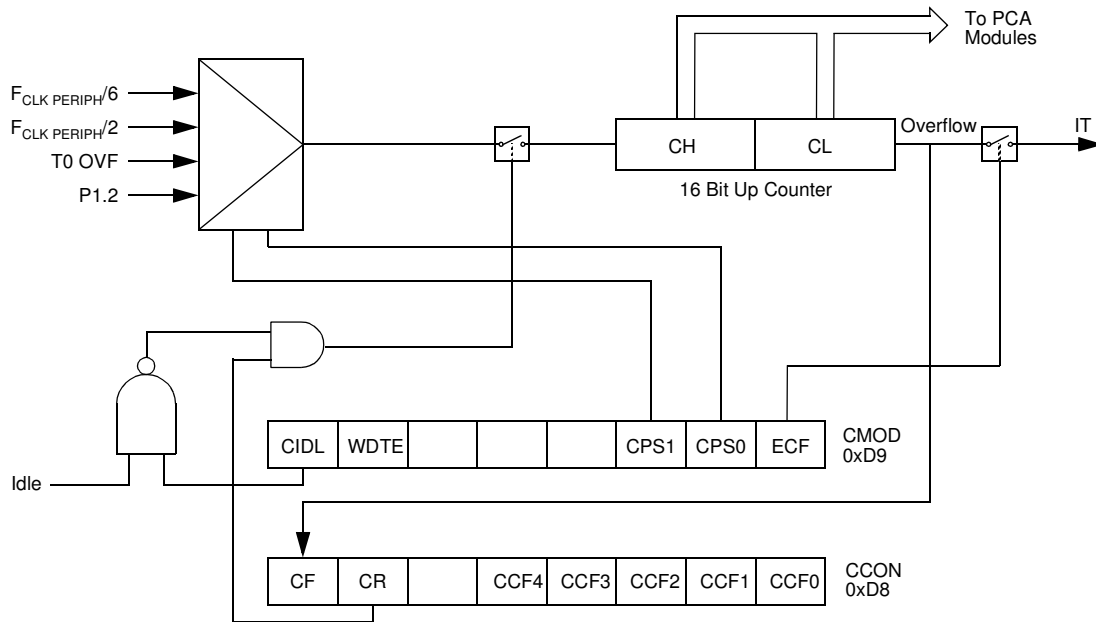 To PCA
Modules
FCLK PERIPH/6
FCLK PERIPH/2
T0 OVF
P1.2
CH
CL
Overflow
IT
16 Bit Up Counter
Idle
CIDL WDTE CPS1 CPS0 ECF
CMOD
0xD9
CF CR CCF4 CCF3 CCF2 CCF1 CCF0
CCON
0xD8